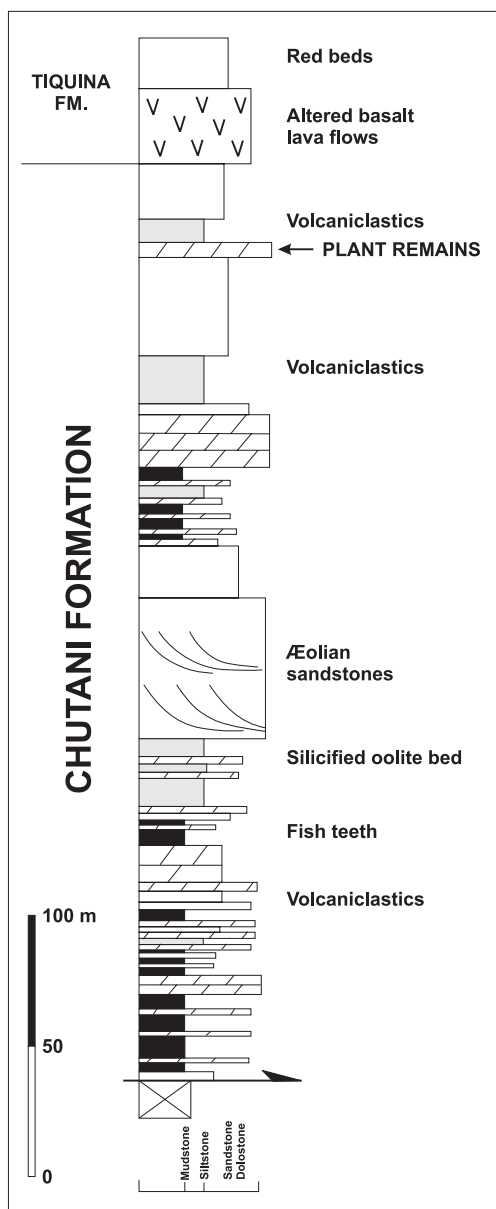 Red beds
TIQUINA
FM.
Altered basalt
lava flows
V V V
V V V
V V
V V V
Volcaniclastics
PLANT REMAINS
Volcaniclastics
CHUTANI FORMATION
Æolian
sandstones
Silicified oolite bed
Fish teeth
Volcaniclastics
100 m
50
0
Mudstone
Siltstone
Sandstone
Dolostone